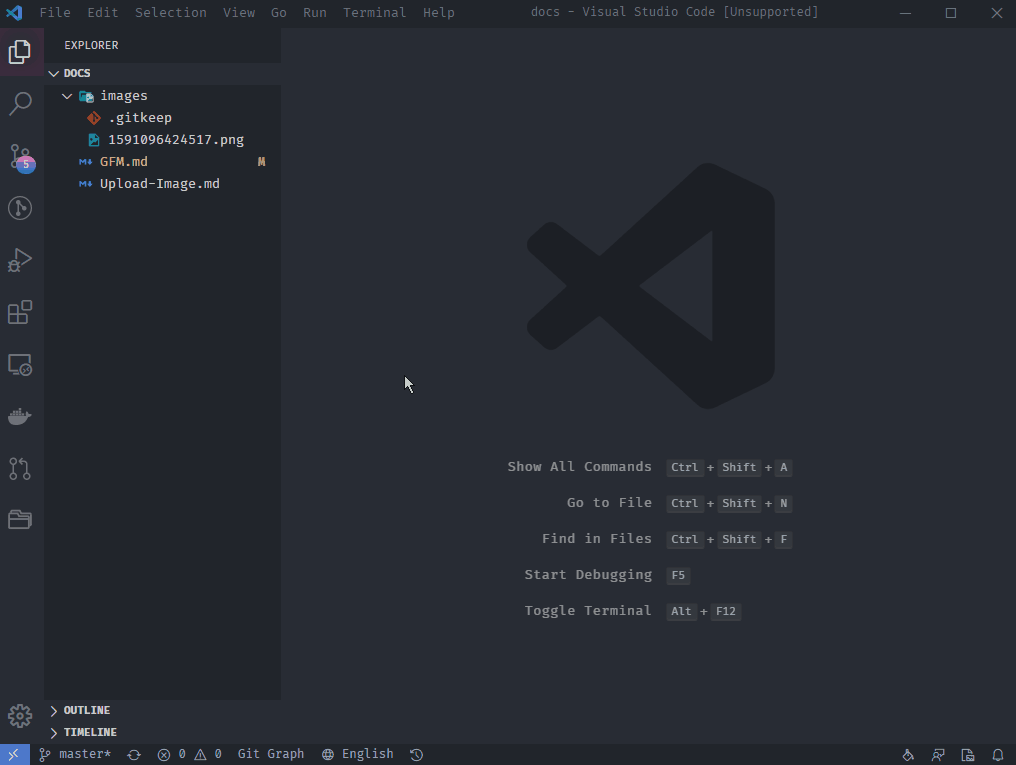 File Edit Selection View Go Run Terminal Help
docs - Visual Studio Code [Unsupported]
EXPLORER
DOCS
images
.gitkeep
1591096424517.png
GFM.md M
Upload-Image.md
5
Show All Commands Ctrl + Shift + A
Go to File Ctrl + Shift + N
Find in Files Ctrl + Shift + F
Start Debugging F5
Toggle Terminal Alt + F12
OUTLINE
TIMELINE
master* 0 0 Git Graph English